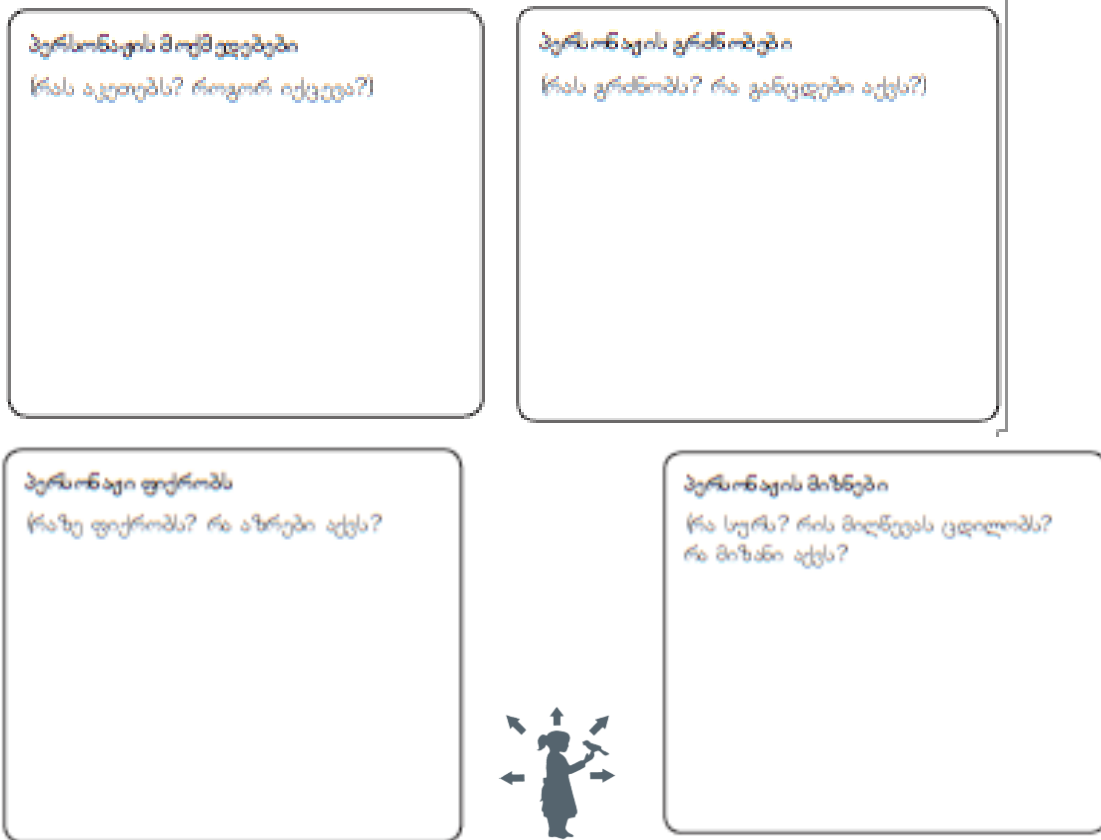 პერსონაჟის მოქმედებები
(რას აკეთებს? როგორ იქცევა?)
პერსონაჟის გრძნობები
(რას გრძნობს? რა განცდები აქვს?)
პერსონაჟი ფიქრობს
(რაზე ფიქრობს? რა აზრები აქვს?
პერსონაჟის მიზნები
(რა სურს? რის მიღწევას ცდილობს?
რა მიზანი აქვს?